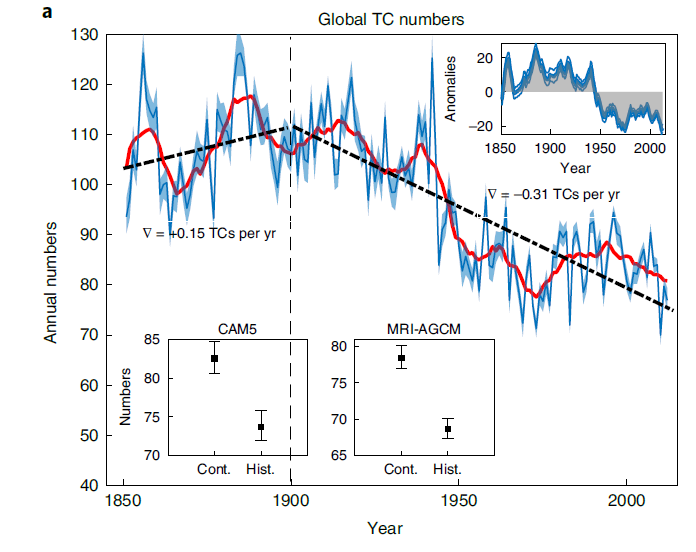 a
Global TC numbers
130
120
110
100
90
80
70
60
50
40
Annual numbers
1850
1900
1950
2000
Year
∇ = +0.15 TCs per yr
∇ = −0.31 TCs per yr
Anomalies
20
0
−20
1850
1900
1950
2000
Year
CAM5
Numbers
85
80
75
70
Cont.
Hist.
MRI-AGCM
80
75
70
65
Cont.
Hist.